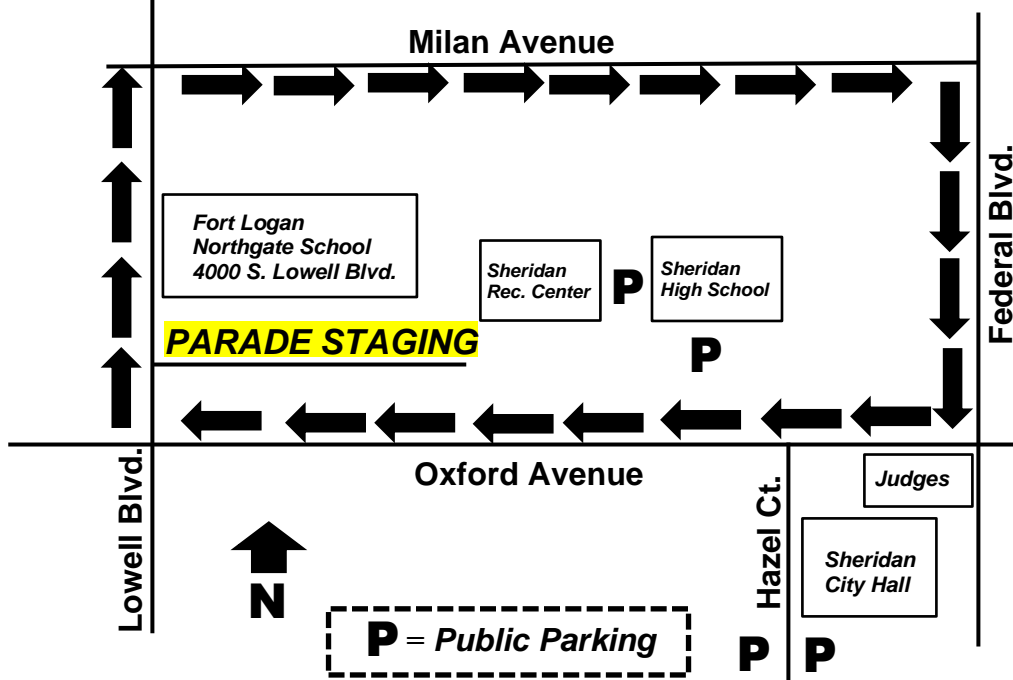 Milan Avenue
Federal Blvd.
Fort Logan
Northgate School
4000 S. Lowell Blvd.
Sheridan
Rec. Center
P
Sheridan
High School
PARADE STAGING
P
Oxford Avenue
Lowell Blvd.
Hazel Ct.
Judges
Sheridan
City Hall
N
P = Public Parking
P
P